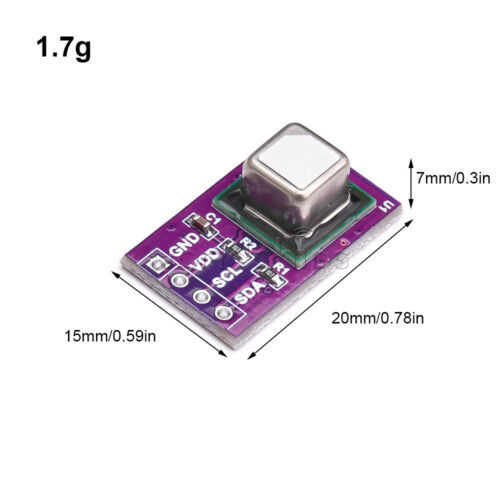 1.7g
7mm/0.3in
U1
C1
GND
R2
VDD
SCL
R1
SDA
15mm/0.59in
20mm/0.78in